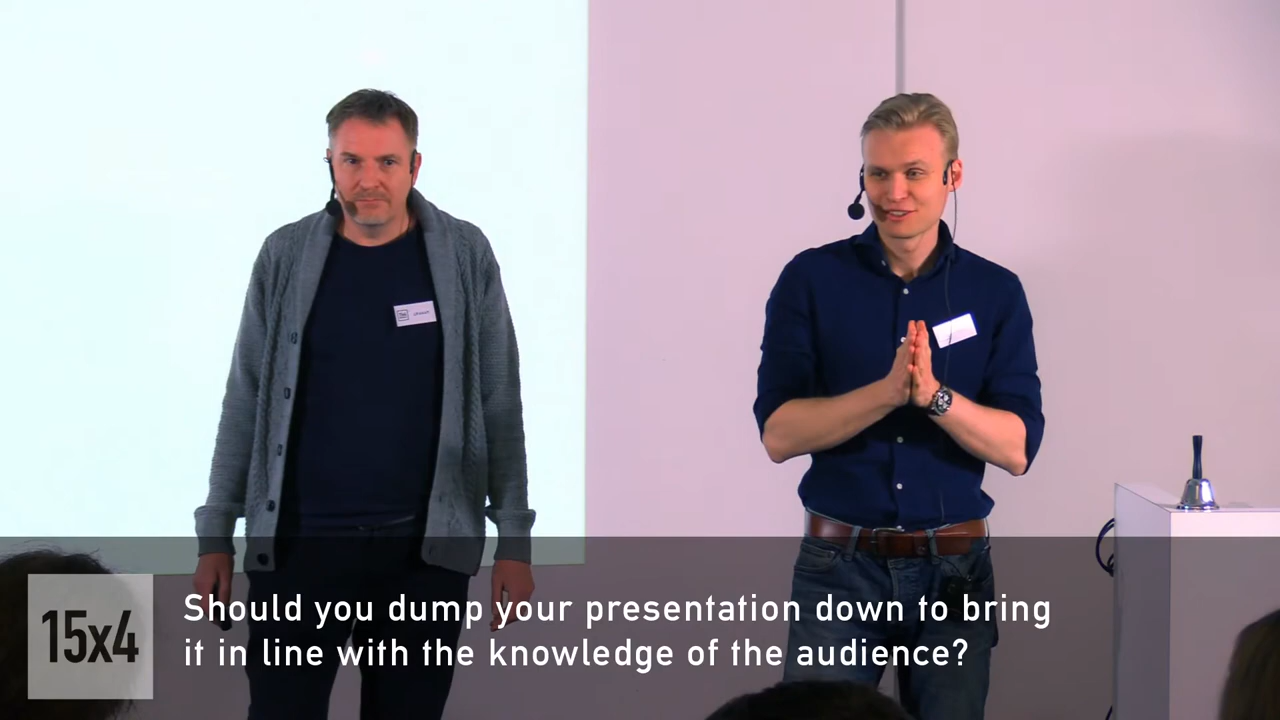 15x4
Should you dump your presentation down to bring
it in line with the knowledge of the audience?